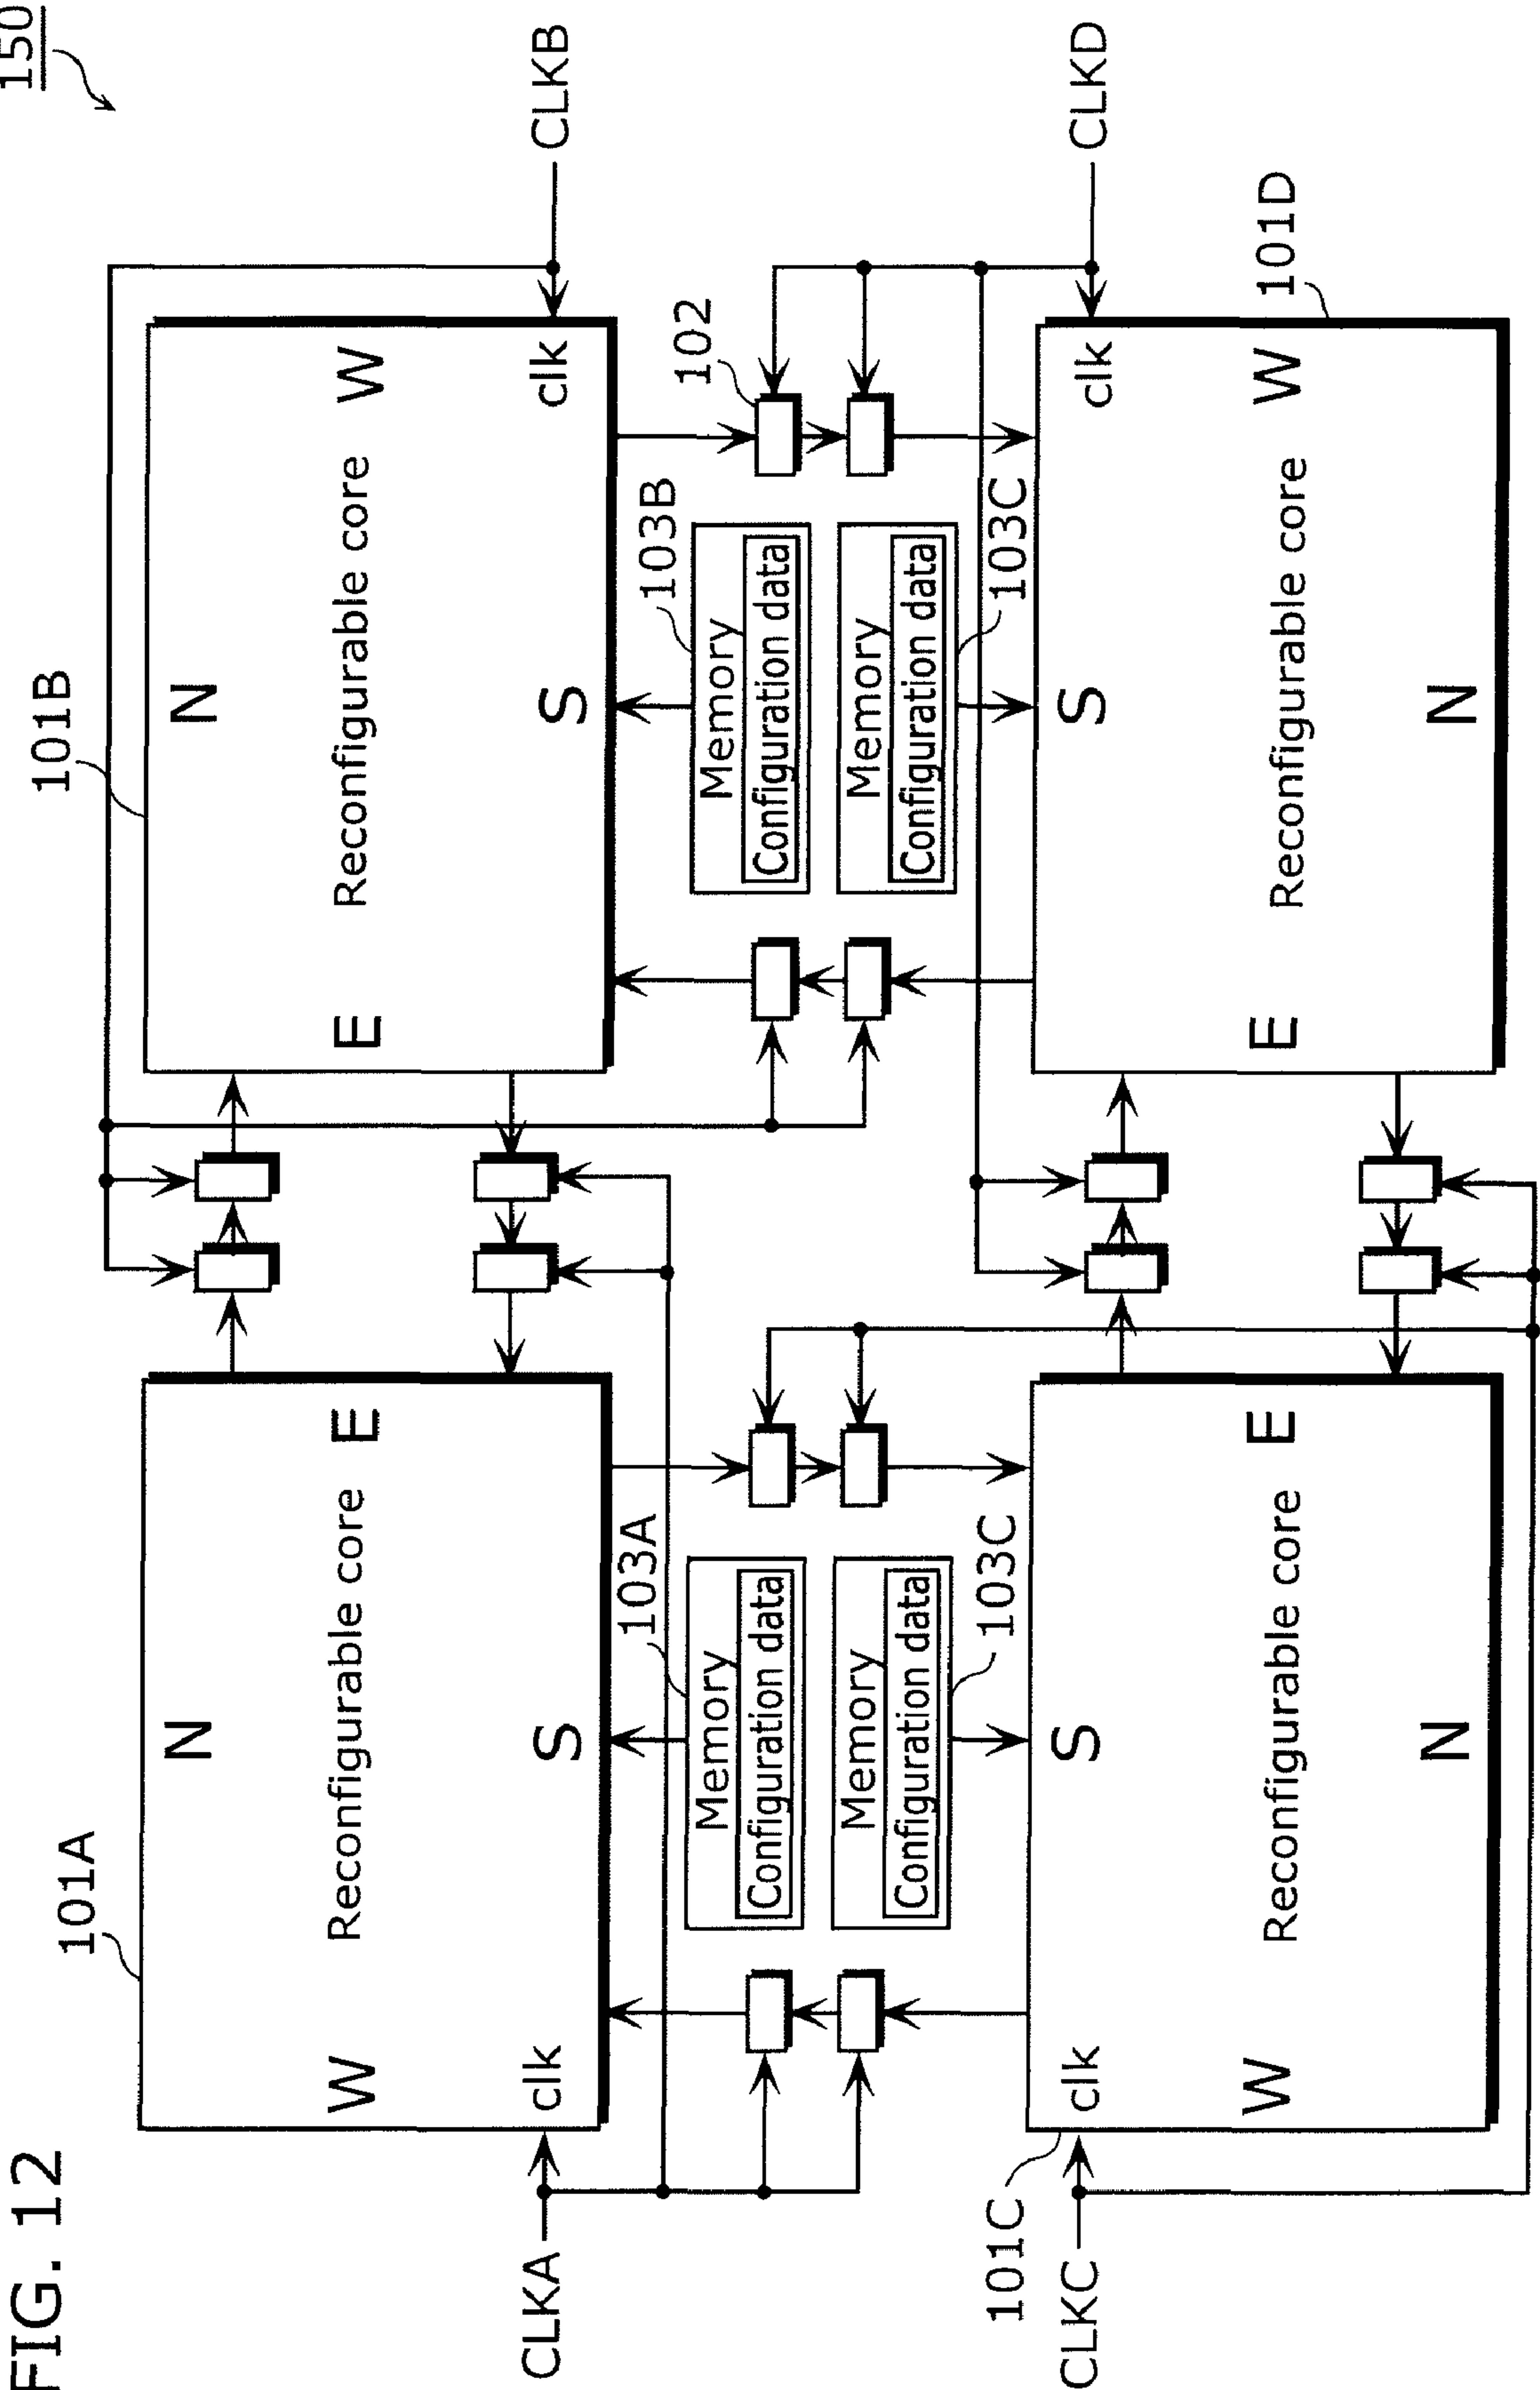 FIG. 12
150
101A
101B
N
N
W
Reconfigurable core
E
E
Reconfigurable core
W
CLKA
clk
S
S
clk
CLKB
103A
103B
102
Memory
Configuration data
Memory
Configuration data
Memory
Configuration data
Memory
Configuration data
103C
103C
101C
CLKC
clk
S
S
clk
CLKD
W
Reconfigurable core
E
E
Reconfigurable core
W
101D
N
N